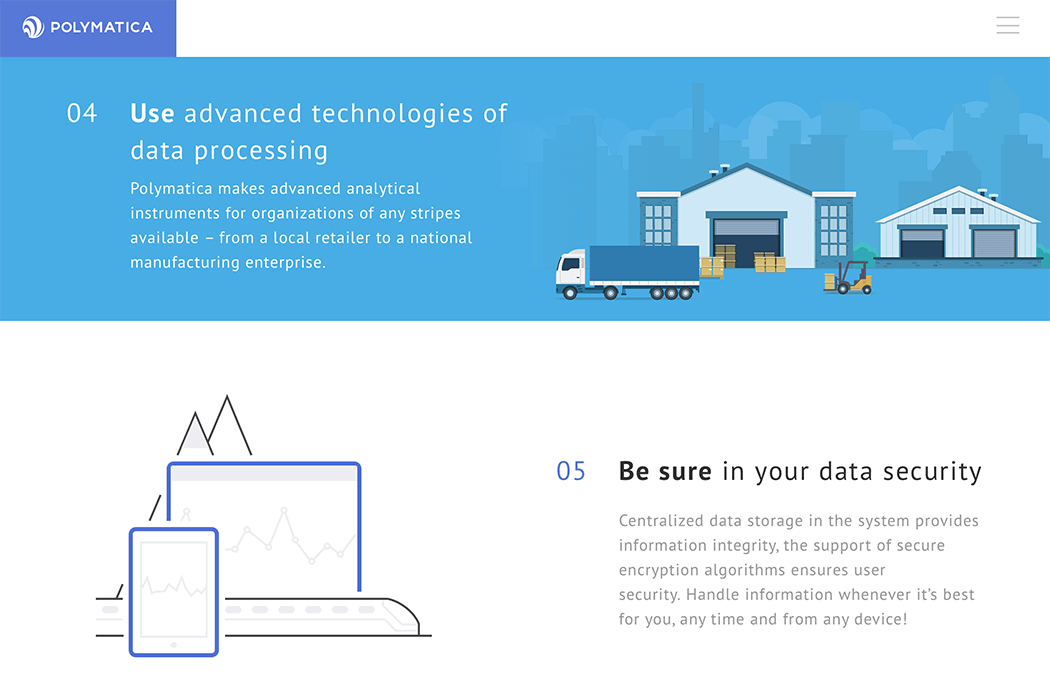 POLYMATICA
04
Use advanced technologies of
data processing
Polymatica makes advanced analytical
instruments for organizations of any stripes
available – from a local retailer to a national
manufacturing enterprise.
05
Be sure in your data security
Centralized data storage in the system provides
information integrity, the support of secure
encryption algorithms ensures user
security. Handle information whenever it’s best
for you, any time and from any device!